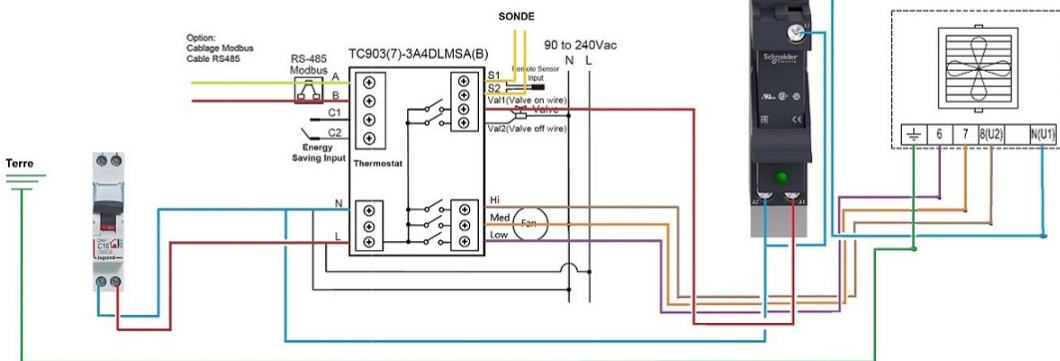 SONDE
Option:
Cablage Modbus
Cable RS485
RS-485
Modbus
TC903(7)-3A4DLMSA(B)
90 to 240Vac
N L
A
B
C1
C2
Energy
Saving Input
Thermostat
S1
S2
Remote Sensor
Input
Val1(Valve on wire)
Valve
Val2(Valve off wire)
N
L
Hi
Med
Low
Fan
Terre
C10
legrand
Schneider
Electric
A2
A1
6
7
8(U2)
N(U1)